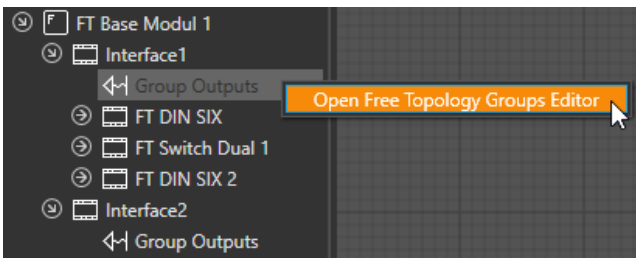 FT Base Modul 1
Interface1
Group Outputs
Open Free Topology Groups Editor
FT DIN SIX
FT Switch Dual 1
FT DIN SIX 2
Interface2
Group Outputs